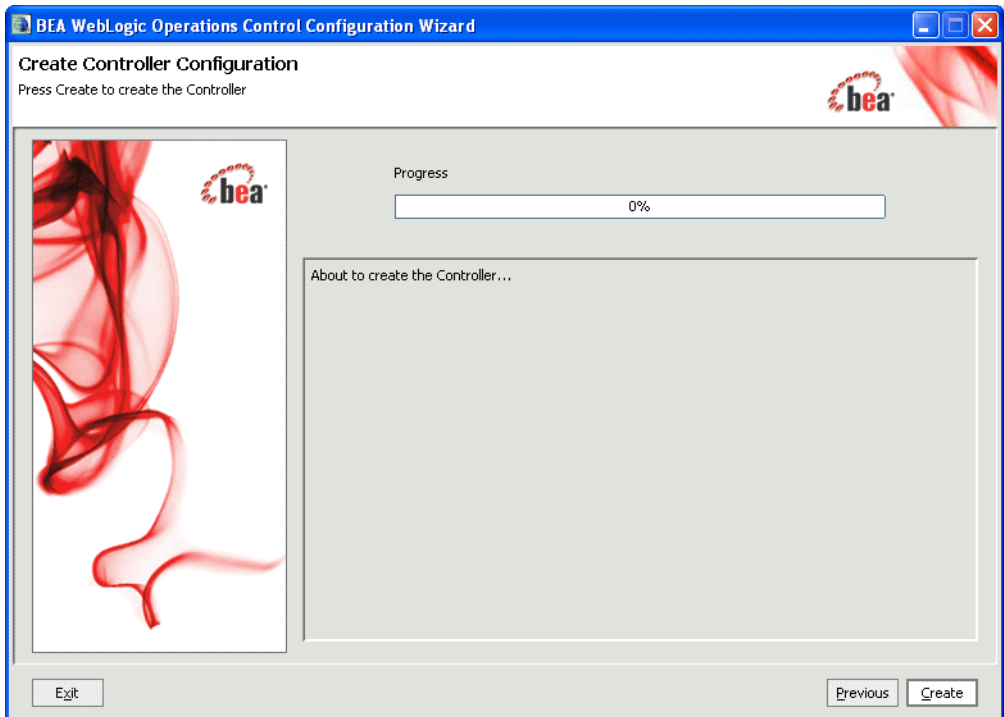 BEA WebLogic Operations Control Configuration Wizard
Create Controller Configuration
Press Create to create the Controller
bea
bea
Progress
0%
About to create the Controller...
Exit
Previous
Create